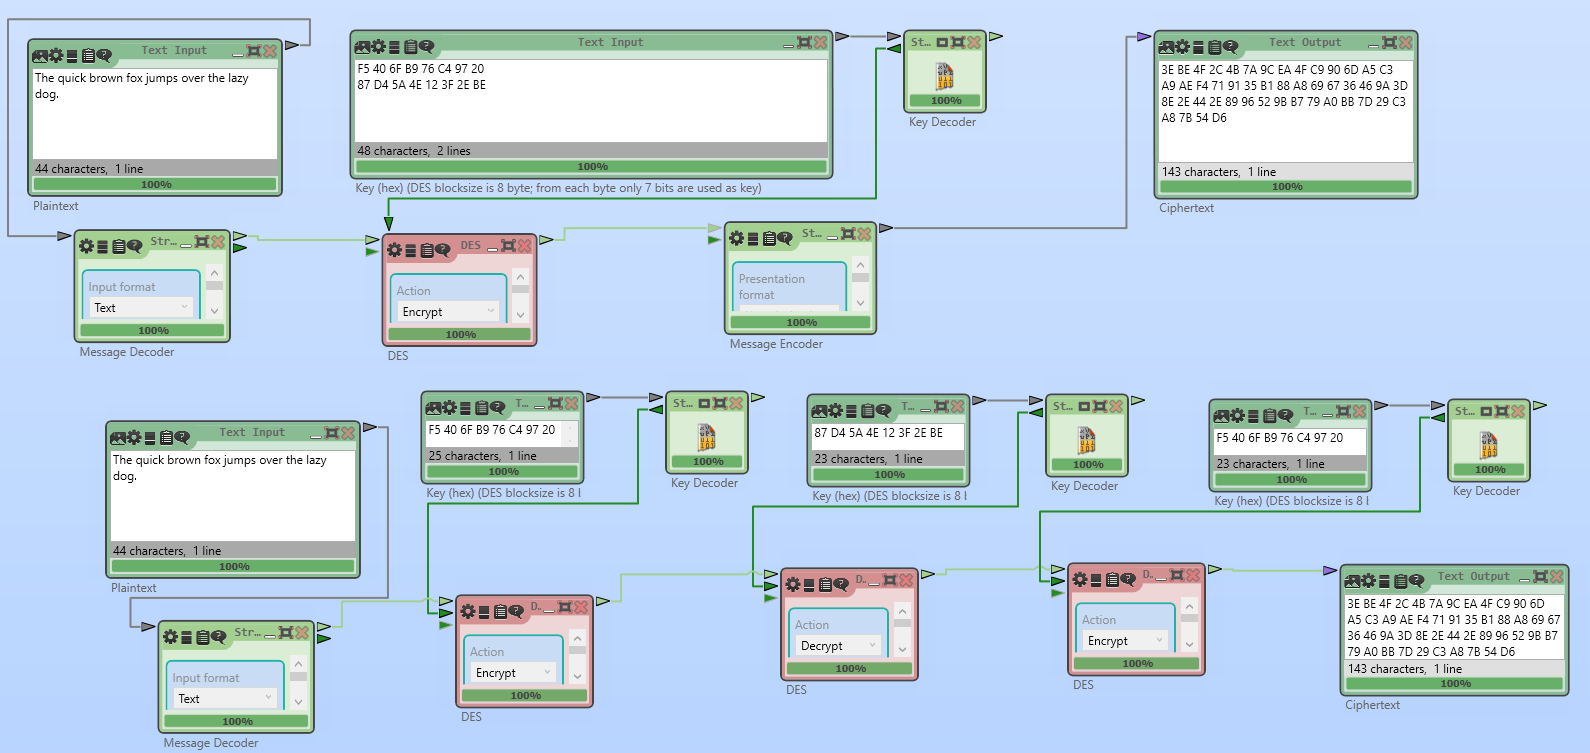 Text Input
The quick brown fox jumps over the lazy
dog.
44 characters,  1 line
100%
Plaintext
Text Input
F5 40 6F B9 76 C4 97 20
87 D4 5A 4E 12 3F 2E BE
48 characters,  2 lines
100%
Key (hex) (DES blocksize is 8 byte; from each byte only 7 bits are used as key)
St...
100%
Key Decoder
Text Output
3E BE 4F 2C 4B 7A 9C EA 4F C9 90 6D A5 C3
A9 AE F4 71 91 35 B1 88 A8 69 67 36 46 9A 3D
8E 2E 44 2E 89 96 52 9B B7 79 A0 BB 7D 29 C3
A8 7B 54 D6
143 characters,  1 line
100%
Ciphertext
Str...
Input format
Text
100%
Message Decoder
DES
Action
Encrypt
100%
DES
St...
Presentation
format
100%
Message Encoder
Text Input
The quick brown fox jumps over the lazy
dog.
44 characters,  1 line
100%
Plaintext
T...
F5 40 6F B9 76 C4 97 20
25 characters,  1 line
100%
Key (hex) (DES blocksize is 8 l
St...
100%
Key Decoder
T...
87 D4 5A 4E 12 3F 2E BE
23 characters,  1 line
100%
Key (hex) (DES blocksize is 8 l
St...
100%
Key Decoder
T...
F5 40 6F B9 76 C4 97 20
23 characters,  1 line
100%
Key (hex) (DES blocksize is 8 l
St...
100%
Key Decoder
Str...
Input format
Text
100%
Message Decoder
D...
Action
Encrypt
100%
DES
D...
Action
Decrypt
100%
DES
D...
Action
Encrypt
100%
DES
Text Output
3E BE 4F 2C 4B 7A 9C EA 4F C9 90 6D
A5 C3 A9 AE F4 71 91 35 B1 88 A8 69 67
36 46 9A 3D 8E 2E 44 2E 89 96 52 9B B7
79 A0 BB 7D 29 C3 A8 7B 54 D6
143 characters,  1 line
100%
Ciphertext